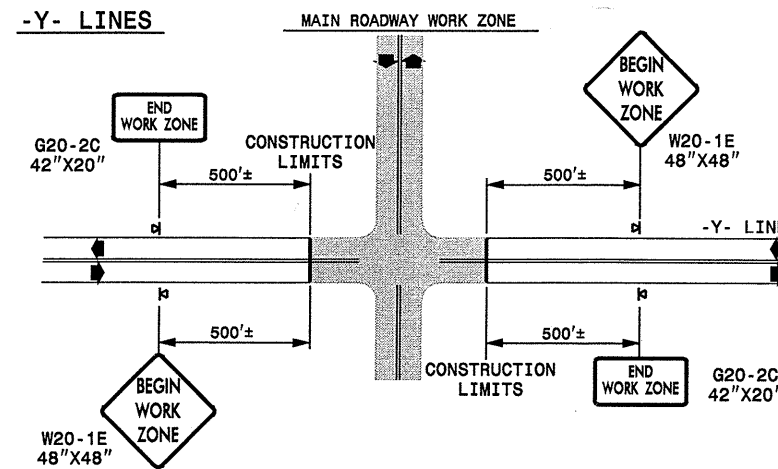 -Y- LINES
MAIN ROADWAY WORK ZONE
END
WORK ZONE
G20-2C
42"X20"
CONSTRUCTION
LIMITS
500'±
BEGIN
WORK
ZONE
W20-1E
48"X48"
500'±
-Y- LIN
500'±
BEGIN
WORK
ZONE
W20-1E
48"X48"
500'±
CONSTRUCTION
LIMITS
END
WORK ZONE
G20-2C
42"X20"